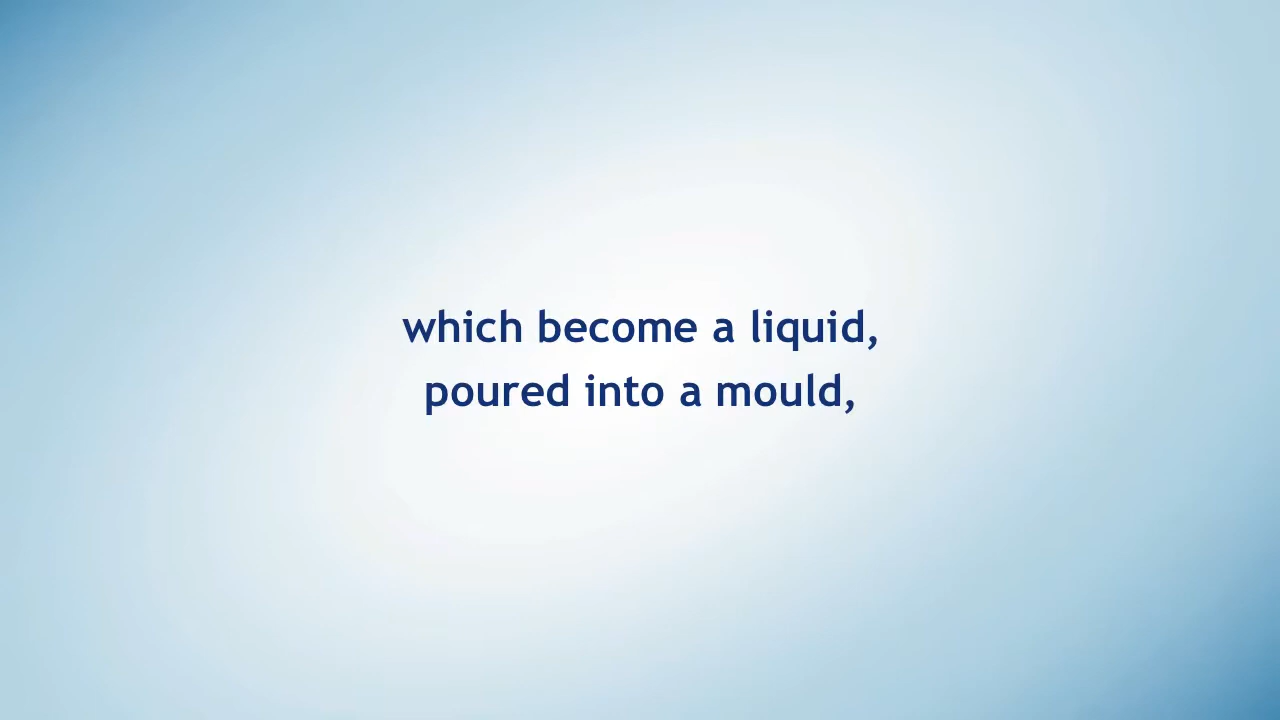 which become a liquid,
poured into a mould,